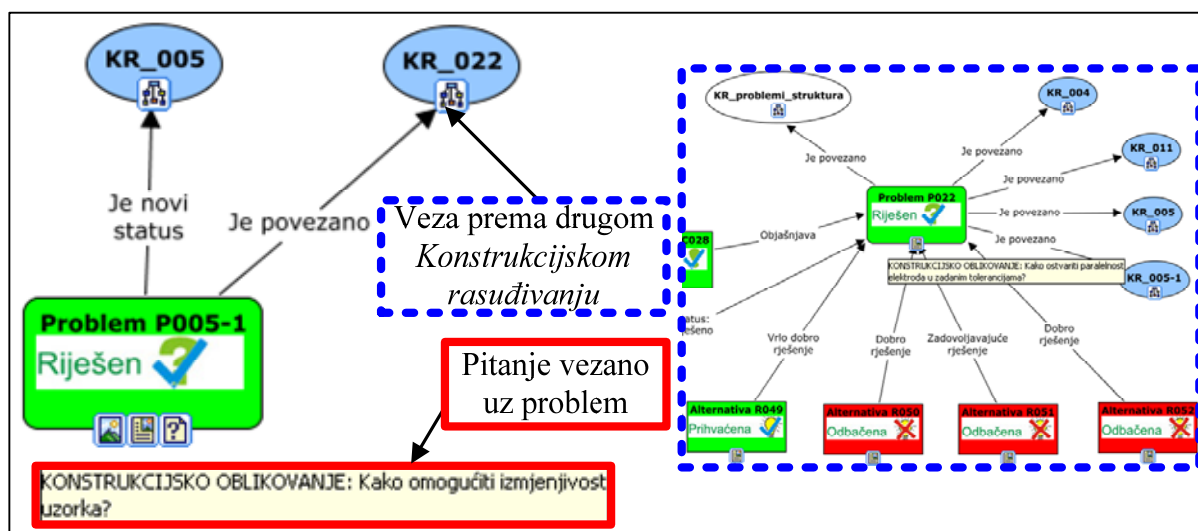 KR_005
KR_022
Je novi
status
Je povezano
Veza prema drugom
Konstrukcijskom
rasuđivanju
Problem P005-1
Riješen
Pitanje vezano
uz problem
KONSTRUKCIJSKO OBLIKOVANJE: Kako omogućiti izmjenjivost
uzorka?
KR_problemi_struktura
KR_004
Je povezano
Je povezano
KR_011
Je povezano
Problem P022
Riješen
Je povezano
KR_005
C028
Objašnjava
Je povezano
KONSTRUKCIJSKO OBLIKOVANJE: Kako ostvariti paralelnost
elektroda u zadanim tolerancijama?
KR_005-1
atus:
ješeno
Vrlo dobro
rješenje
Dobro
rješenje
Zadovoljavajuće
rješenje
Dobro
rješenje
Alternativa R049
Prihvaćena
Alternativa R050
Odbačena
Alternativa R051
Odbačena
Alternativa R052
Odbačena